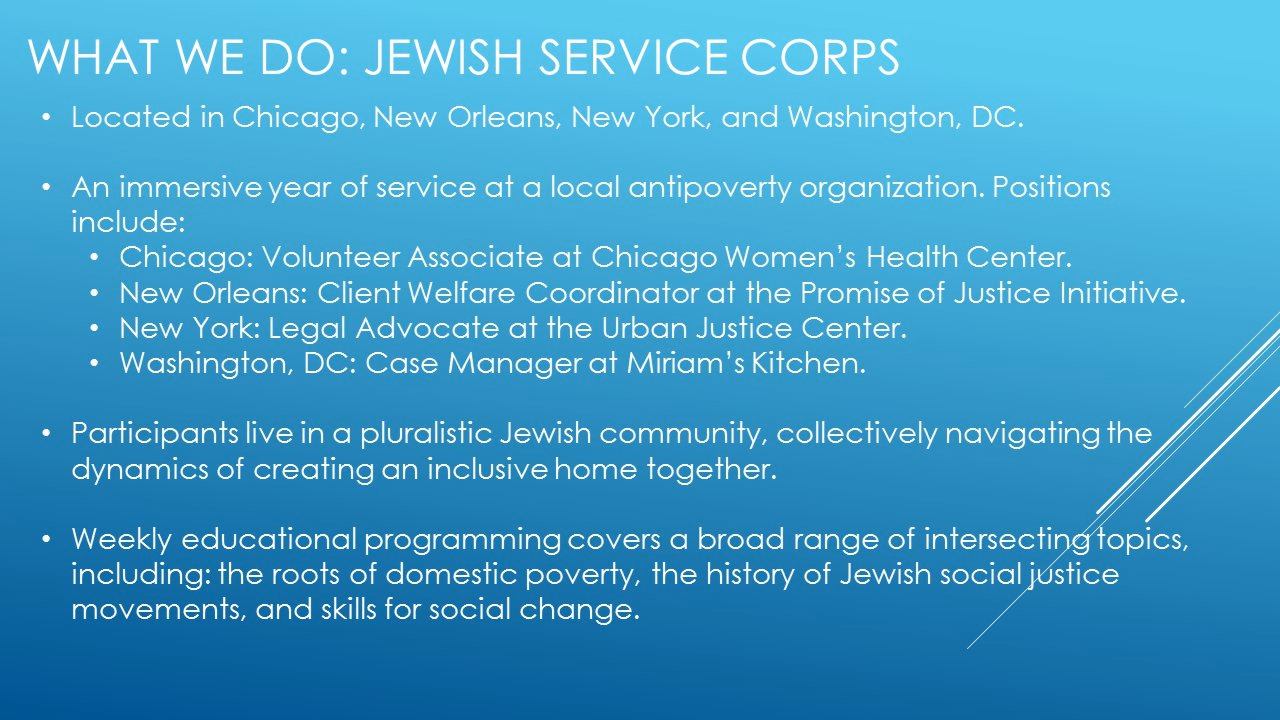 WHAT WE DO: JEWISH SERVICE CORPS
• Located in Chicago, New Orleans, New York, and Washington, DC.
• An immersive year of service at a local antipoverty organization. Positions
include:
• Chicago: Volunteer Associate at Chicago Women’s Health Center.
• New Orleans: Client Welfare Coordinator at the Promise of Justice Initiative.
• New York: Legal Advocate at the Urban Justice Center.
• Washington, DC: Case Manager at Miriam’s Kitchen.
• Participants live in a pluralistic Jewish community, collectively navigating the
dynamics of creating an inclusive home together.
• Weekly educational programming covers a broad range of intersecting topics,
including: the roots of domestic poverty, the history of Jewish social justice
movements, and skills for social change.